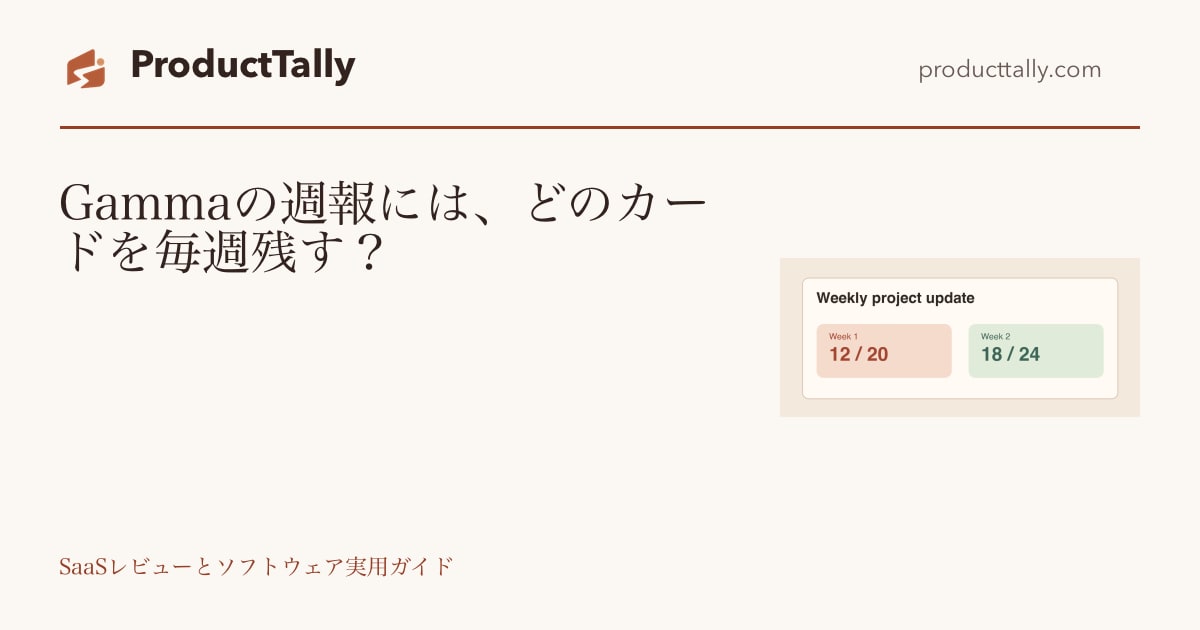 ProductTally
producttally.com
Gammaの週報には、どのカー
ドを毎週残す？
Weekly project update
Week 1
12 / 20
Week 2
18 / 24
SaaSレビューとソフトウェア実用ガイド